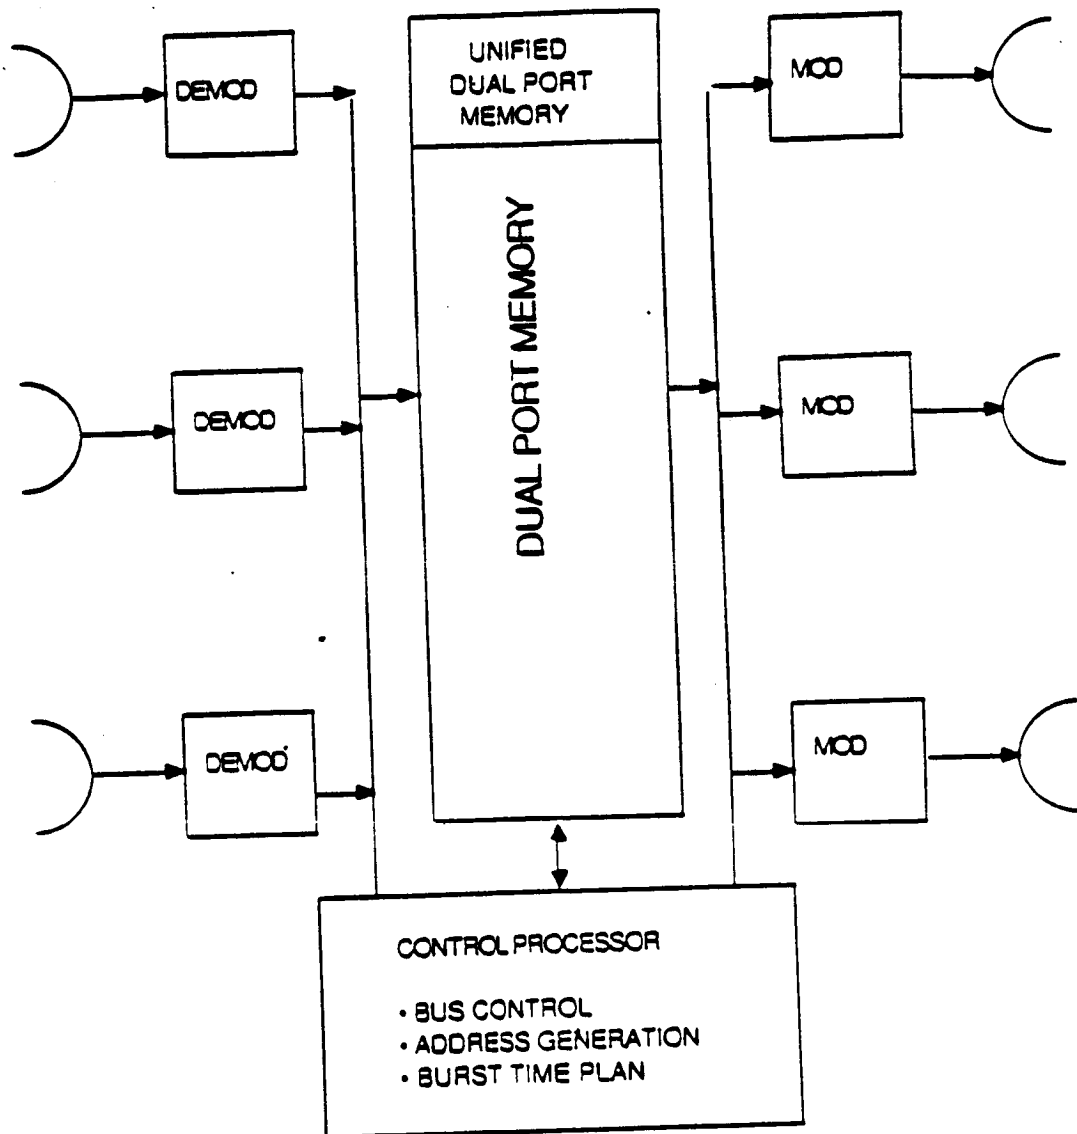 UNIFIED
DUAL PORT
MEMORY
DEMOD
MOD
DUAL PORT MEMORY
DEMOD
MOD
DEMOD
MOD
CONTROL PROCESSOR
• BUS CONTROL
• ADDRESS GENERATION
• BURST TIME PLAN